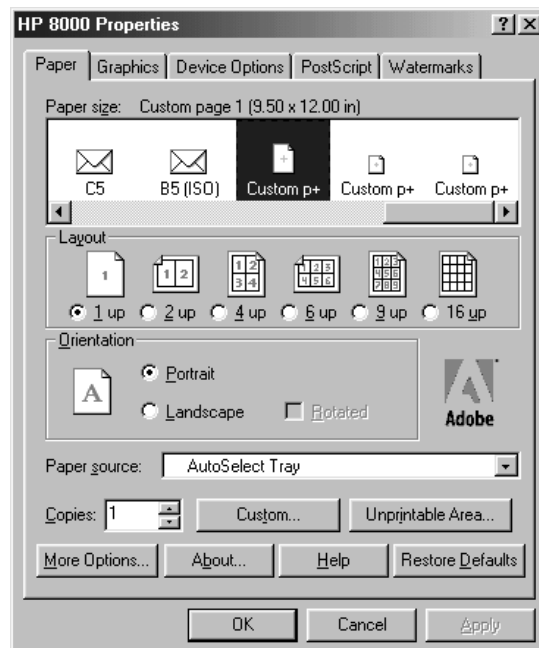 HP 8000 Properties
Paper Graphics Device Options PostScript Watermarks
Paper size: Custom page 1 (9.50 x 12.00 in)
C5 B5 (ISO) Custom p+ Custom p+ Custom p+
Layout
1 1 2 1 2 3 4 1 2 3 4 5 6 1 2 3 4 5 6 7 8 9
1 up 2 up 4 up 6 up 9 up 16 up
Orientation
A
Portrait
Landscape Rotated
Adobe
Paper source: AutoSelect Tray
Copies: 1 Custom... Unprintable Area...
More Options... About... Help Restore Defaults
OK Cancel Apply